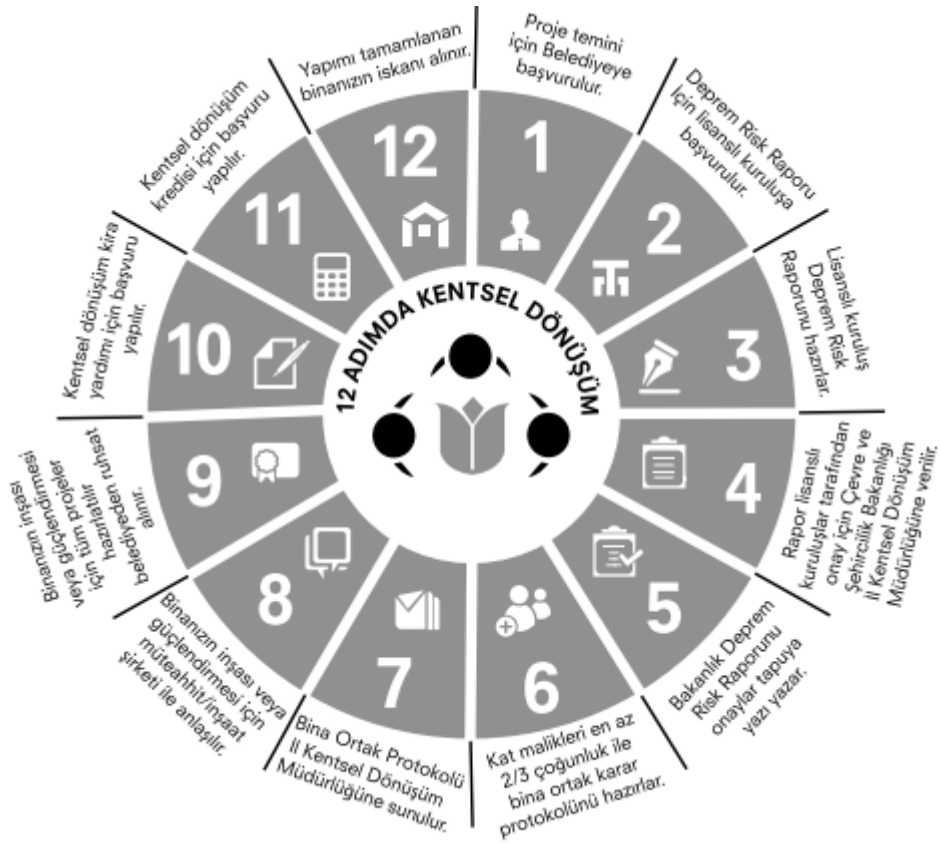 12 ADIMDA KENTSEL DÖNÜŞÜM
1
Proje temini
için Belediyeye
başvurulur.
2
Deprem Risk Raporu
İçin lisanslı kuruluşa
başvurulur.
3
Lisanslı kuruluş
Deprem Risk
Raporunu hazırlar.
4
Rapor lisanslı
kuruluşlar tarafından
onay için Çevre ve
Şehircilik Bakanlığı
İl Kentsel Dönüşüm
Müdürlüğüne verilir.
5
Bakanlık Deprem
Risk Raporunu
onaylar tapuya
yazı yazar.
6
Kat malikleri en az
2/3 çoğunluk ile
bina ortak karar
protokolünü hazırlar.
7
Bina Ortak Protokolü
İl Kentsel Dönüşüm
Müdürlüğüne sunulur.
8
Binanızın inşası veya
güçlendirmesi için
müteahhit/inşaat
şirketi ile anlaşılır.
9
Binanızın inşası
veya güçlendirmesi
için tüm projeler
hazırlatılır
belediyeden ruhsat
alınır.
10
Kentsel dönüşüm kira
yardımı için başvuru
yapılır.
11
Kentsel dönüşüm
kredisi için başvuru
yapılır.
12
Yapımı tamamlanan
binanızın iskanı alınır.